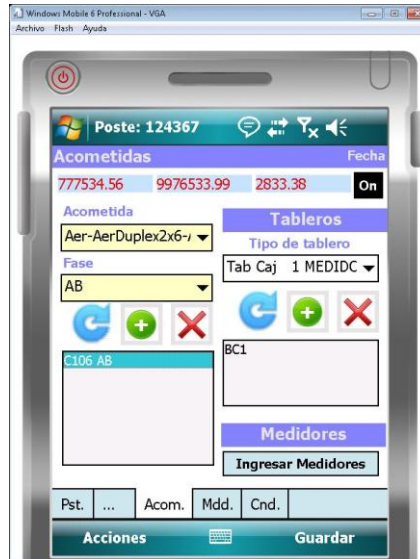 Windows Mobile 6 Professional - VGA
Archivo Flash Ayuda
Poste: 124367
Acometidas Fecha
777534.56 9976533.99 2833.38 On
Acometida
Aer-AerDuplex2x6-/
Fase
AB
C106 AB
Tableros
Tipo de tablero
Tab Caj 1 MEDIDC
BC1
Medidores
Ingresar Medidores
Pst. ... Acom. Mdd. Cnd.
Acciones Guardar